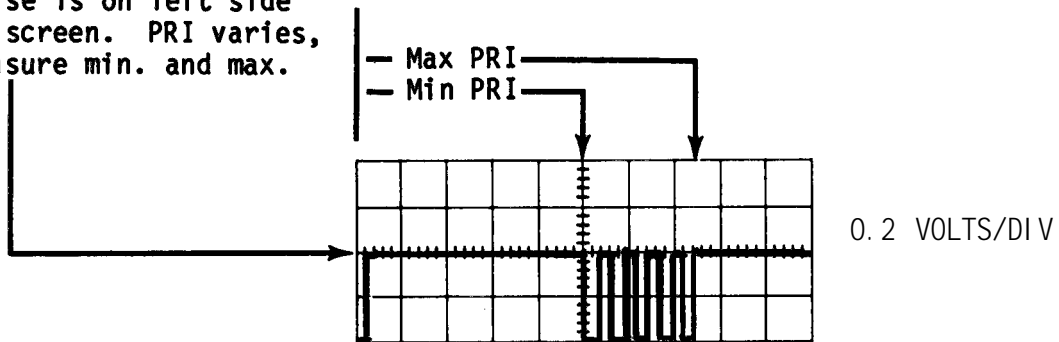 se is on left side
screen. PRI varies,
sure min. and max.
Max PRI
Min PRI
0.2 VOLTS/DIV